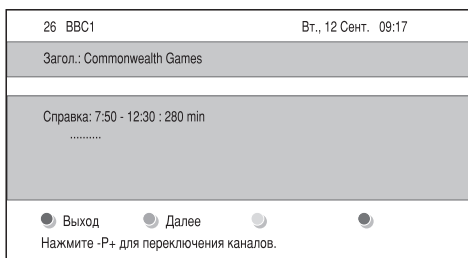 26 BBC1 Вт., 12 Сент. 09:17
Загол.: Commonwealth Games
Справка: 7:50 - 12:30 : 280 min
..........
Выход Далее
Нажмите -P+ для переключения каналов.